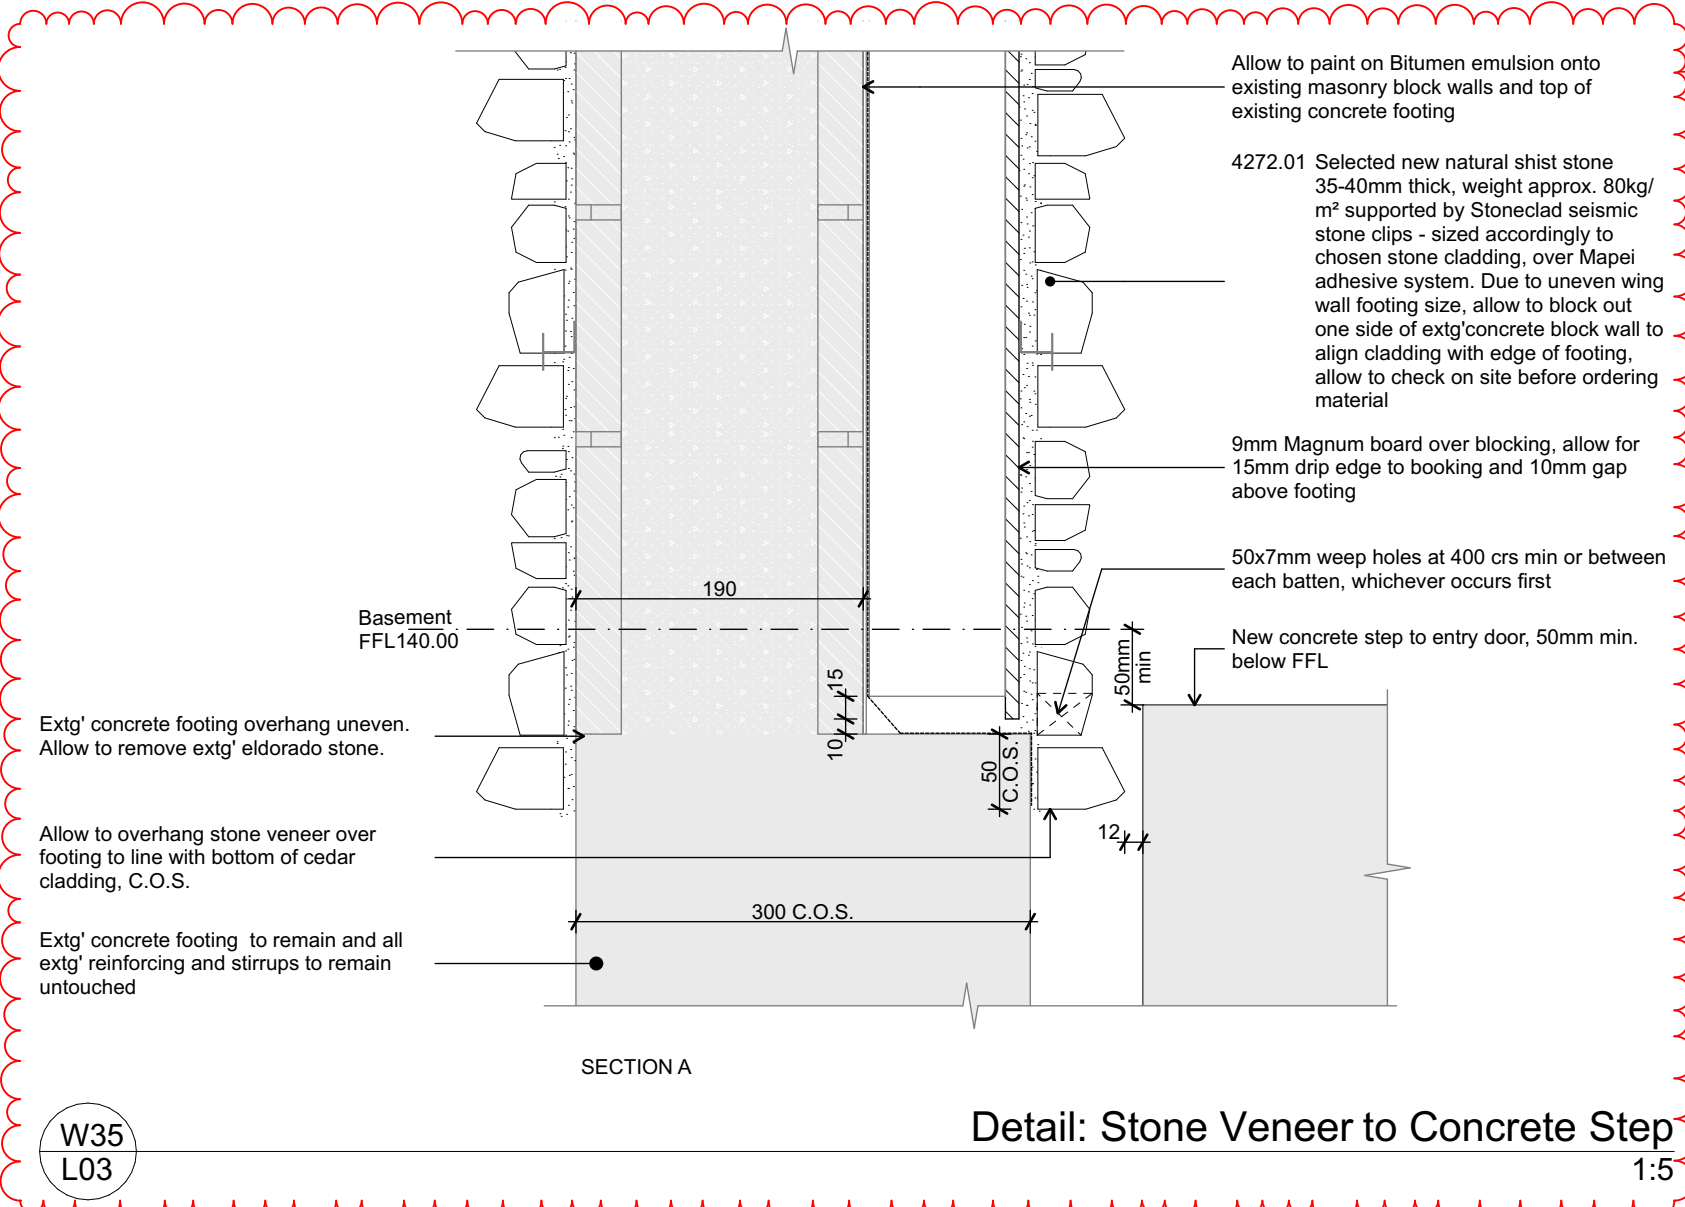 Allow to paint on Bitumen emulsion onto
existing masonry block walls and top of
existing concrete footing
4272.01 Selected new natural shist stone
35-40mm thick, weight approx. 80kg/
m² supported by Stoneclad seismic
stone clips - sized accordingly to
chosen stone cladding, over Mapei
adhesive system. Due to uneven wing
wall footing size, allow to block out
one side of extg'concrete block wall to
align cladding with edge of footing,
allow to check on site before ordering
material
9mm Magnum board over blocking, allow for
15mm drip edge to booking and 10mm gap
above footing
50x7mm weep holes at 400 crs min or between
each batten, whichever occurs first
New concrete step to entry door, 50mm min.
below FFL
190
Basement
FFL140.00
50mm
min
15
10
50
C.O.S.
12
300 C.O.S.
Extg' concrete footing overhang uneven.
Allow to remove extg' eldorado stone.
Allow to overhang stone veneer over
footing to line with bottom of cedar
cladding, C.O.S.
Extg' concrete footing to remain and all
extg' reinforcing and stirrups to remain
untouched
SECTION A
W35
L03
Detail: Stone Veneer to Concrete Step
1:5